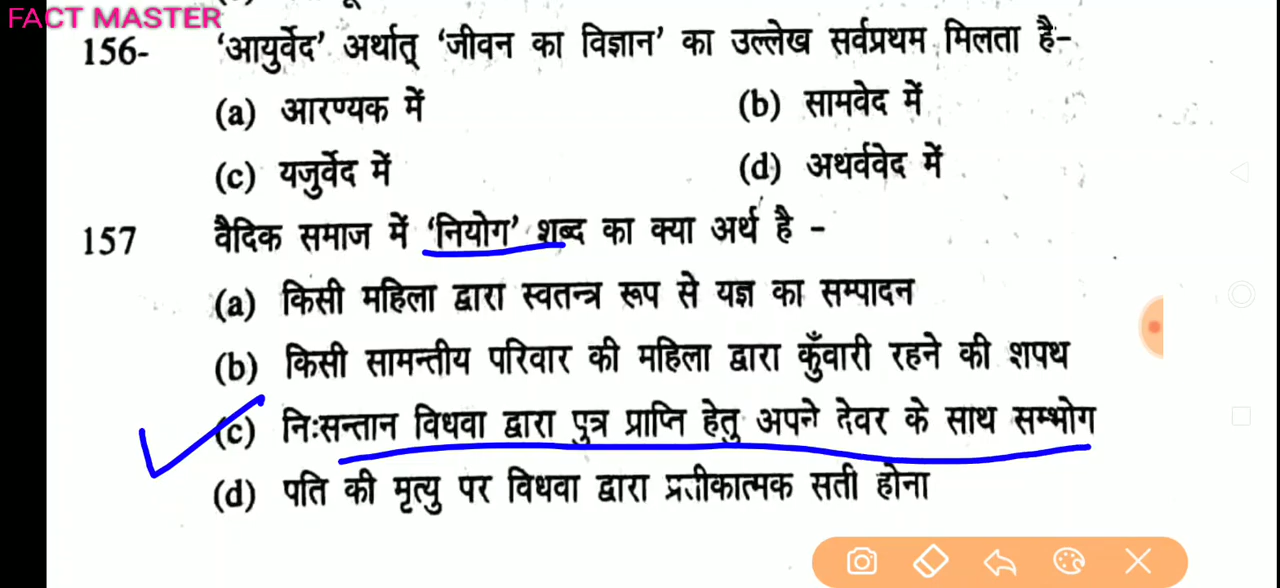 FACT MASTER
156- 'आयुर्वेद' अर्थात् 'जीवन का विज्ञान' का उल्लेख सर्वप्रथम मिलता है-
(a) आरण्यक में (b) सामवेद में
(c) यजुर्वेद में (d) अथर्ववेद में
157 वैदिक समाज में 'नियोग' शब्द का क्या अर्थ है -
(a) किसी महिला द्वारा स्वतन्त्र रूप से यज्ञ का सम्पादन
(b) किसी सामन्तीय परिवार की महिला द्वारा कुँवारी रहने की शपथ
(c) निःसन्तान विधवा द्वारा पुत्र प्राप्ति हेतु अपने देवर के साथ सम्भोग
(d) पति की मृत्यु पर विधवा द्वारा प्रतीकात्मक सती होना